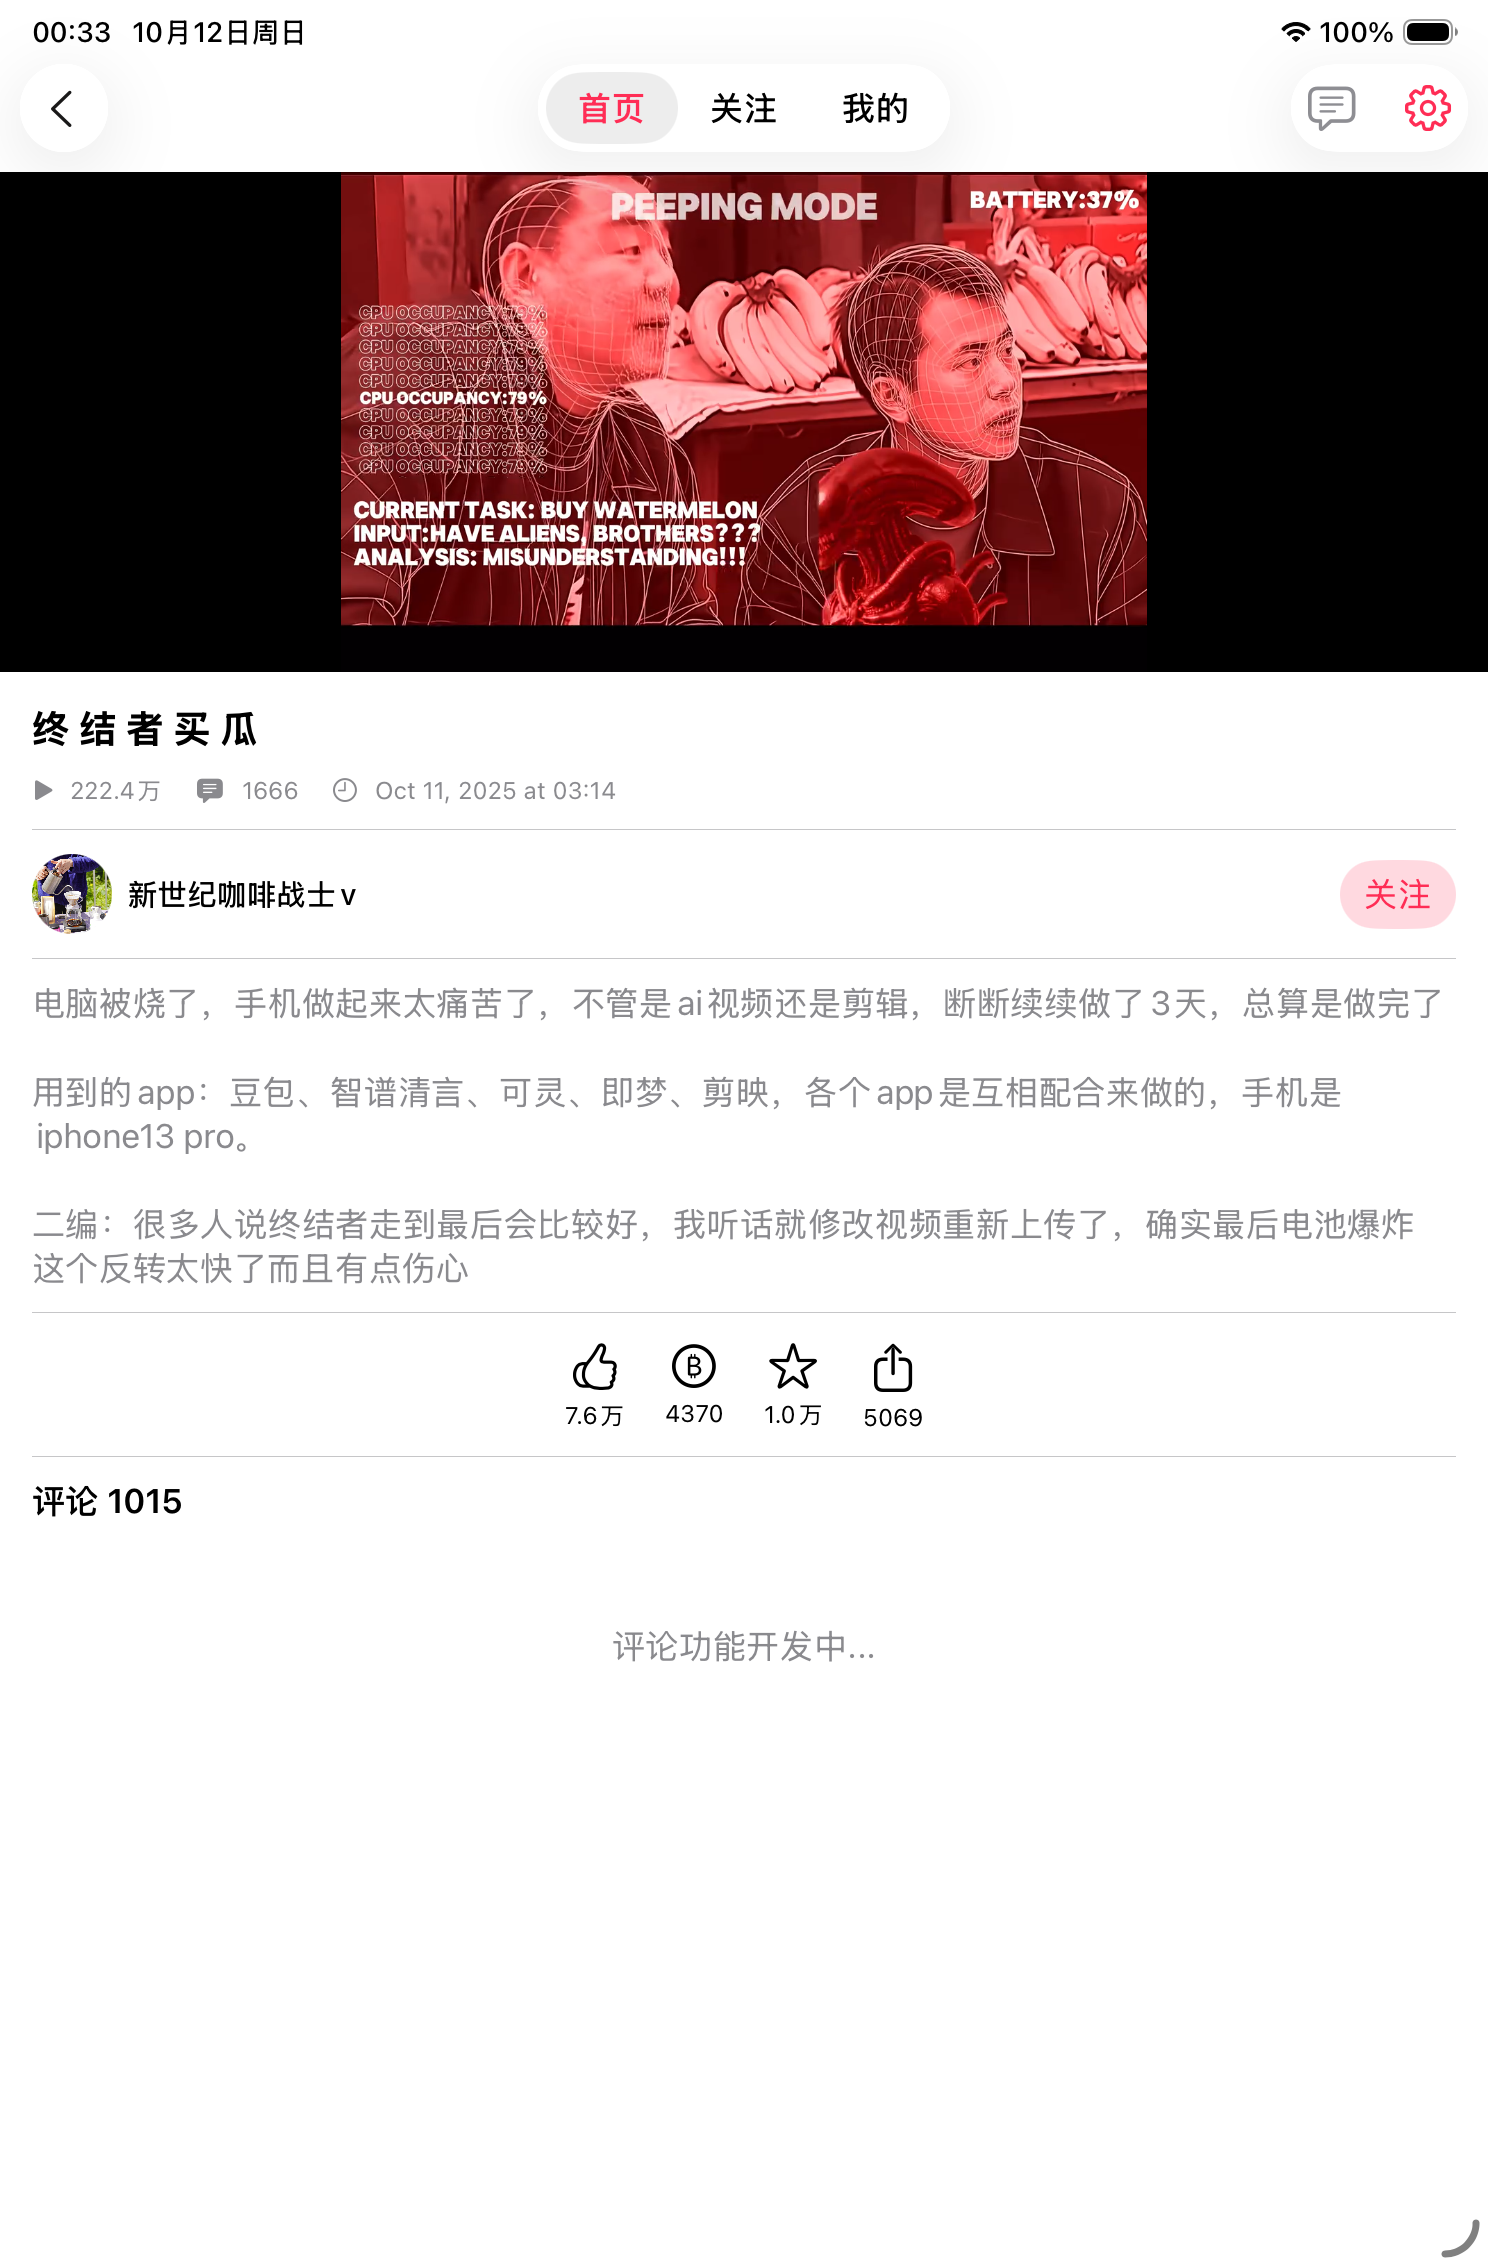 00:33 10月12日周日
100%
首页 关注 我的
PEEPING MODE
BATTERY:37%
CPU OCCUPANCY:79%
CPU OCCUPANCY:79%
CPU OCCUPANCY:79%
CPU OCCUPANCY:79%
CPU OCCUPANCY:79%
CPU OCCUPANCY:79%
CPU OCCUPANCY:79%
CPU OCCUPANCY:79%
CPU OCCUPANCY:79%
CPU OCCUPANCY:79%
CURRENT TASK: BUY WATERMELON
INPUT:HAVE ALIENS, BROTHERS???
ANALYSIS: MISUNDERSTANDING!!!
终 结 者 买 瓜
222.4万 1666 Oct 11, 2025 at 03:14
新世纪咖啡战士v
关注
电脑被烧了，手机做起来太痛苦了，不管是ai视频还是剪辑，断断续续做了3天，总算是做完了
用到的app：豆包、智谱清言、可灵、即梦、剪映，各个app是互相配合来做的，手机是
iphone13 pro。
二编：很多人说终结者走到最后会比较好，我听话就修改视频重新上传了，确实最后电池爆炸
这个反转太快了而且有点伤心
7.6万 4370 1.0万 5069
评论 1015
评论功能开发中...